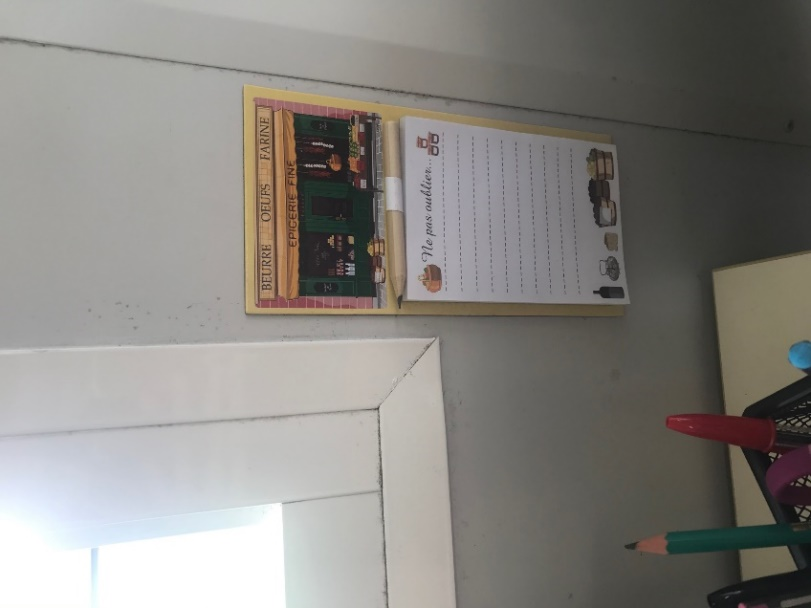 BEURRE OEUFS FARINE
EPICERIE FINE
Ne pas oublier...